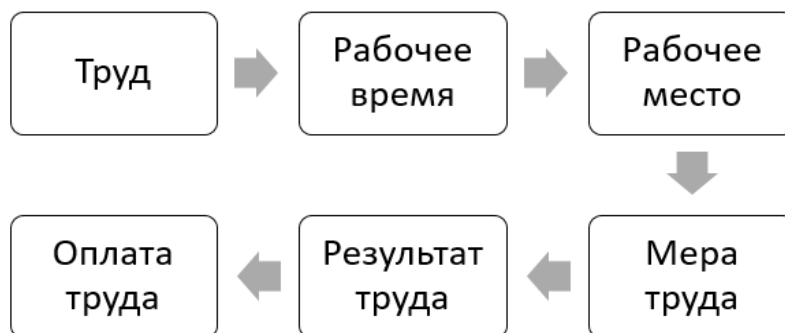 Труд
Рабочее
время
Рабочее
место
Мера
труда
Результат
труда
Оплата
труда